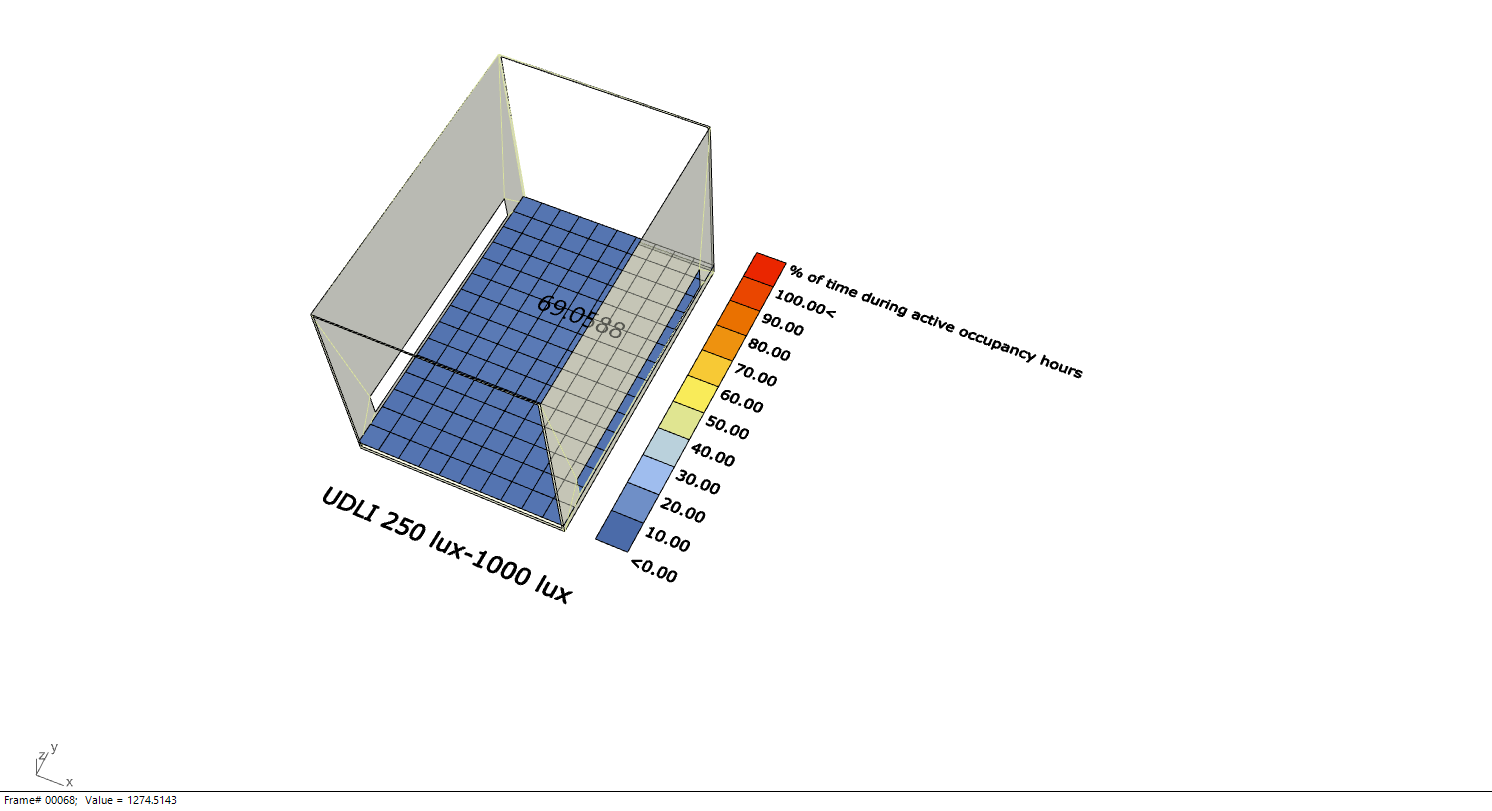 % of time during active occupancy hours
100.00<
90.00
80.00
70.00
60.00
50.00
40.00
30.00
20.00
10.00
<0.00
69.0588
UDLI 250 lux-1000 lux
z y
x
Frame# 00068;  Value = 1274.5143